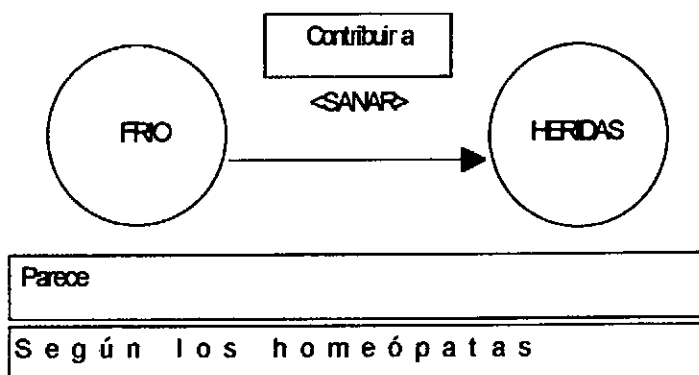 Contribuir a
<SANAR>
FRIO
HERIDAS
Parece
Según los homeópatas